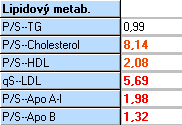 Lipidový metab.
P/S--TG 0,99
P/S--Cholesterol 8,14
P/S--HDL 2,08
qS--LDL 5,69
P/S--Apo A-I 1,98
P/S--Apo B 1,32